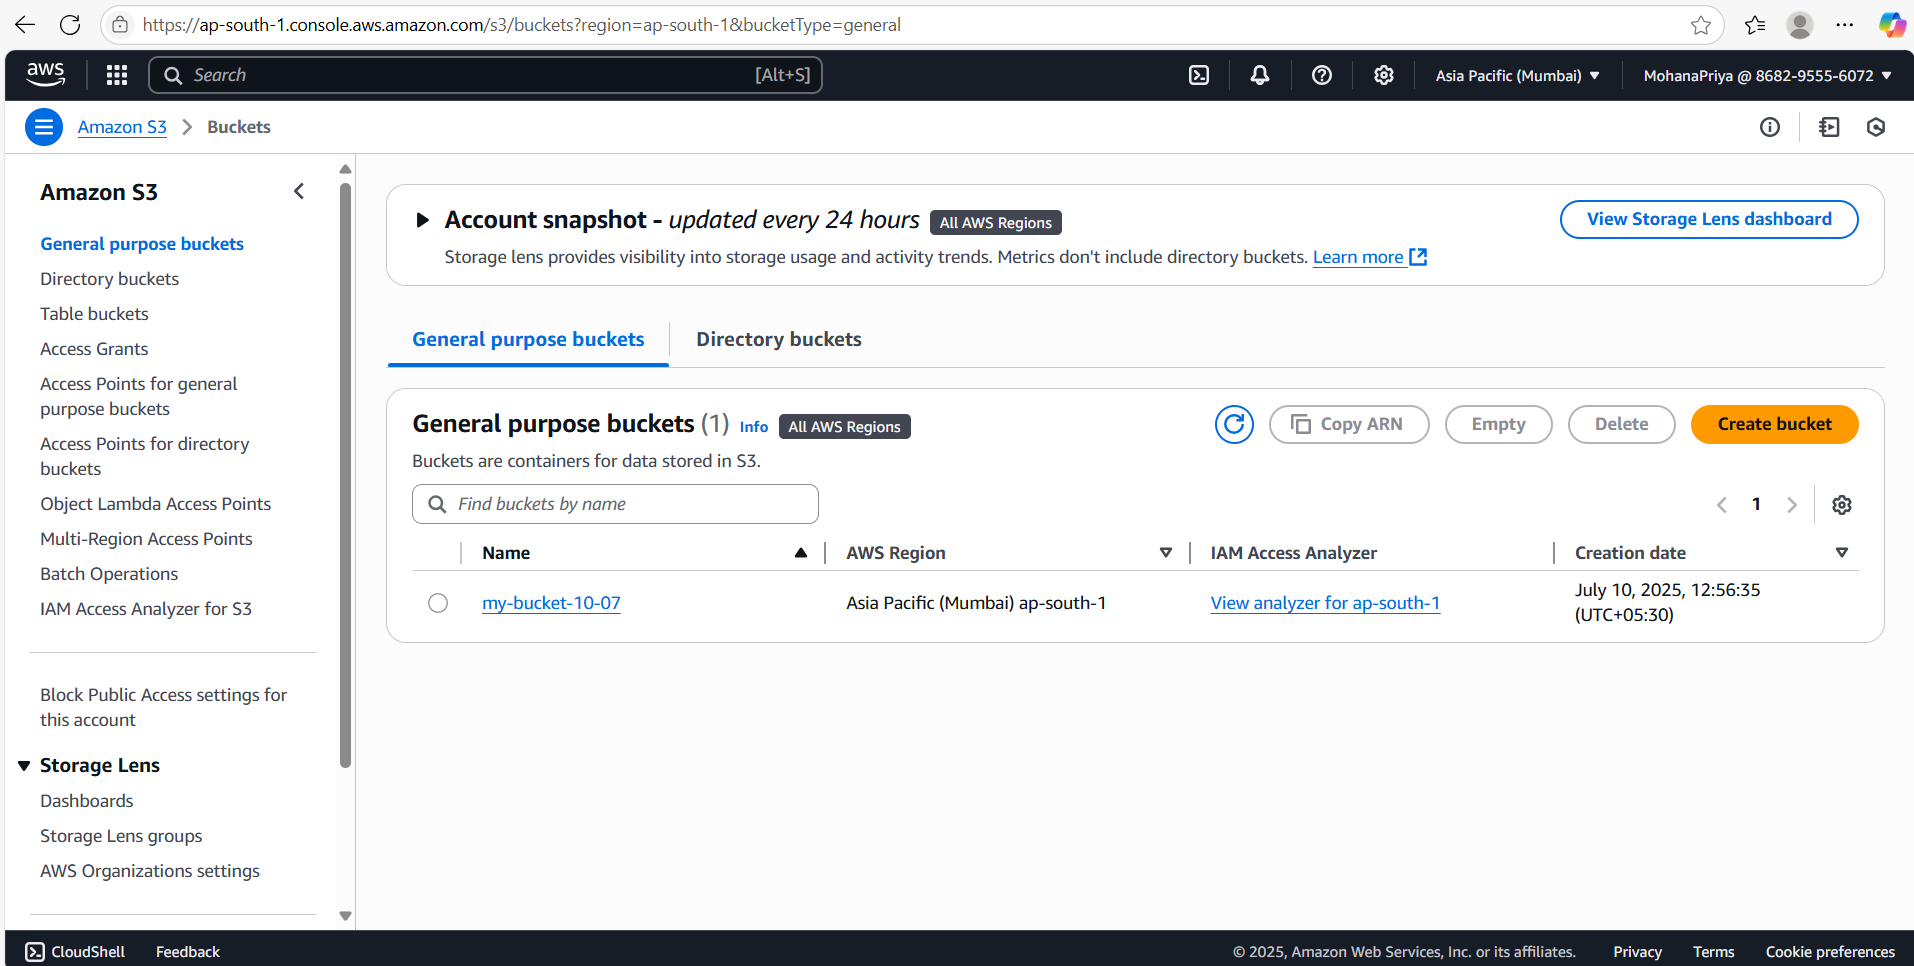 https://ap-south-1.console.aws.amazon.com/s3/buckets?region=ap-south-1&bucketType=general
aws
Search
[Alt+S]
Asia Pacific (Mumbai)
MohanaPriya @ 8682-9555-6072
Amazon S3
Buckets
Amazon S3
General purpose buckets
Directory buckets
Table buckets
Access Grants
Access Points for general
purpose buckets
Access Points for directory
buckets
Object Lambda Access Points
Multi-Region Access Points
Batch Operations
IAM Access Analyzer for S3
Block Public Access settings for
this account
Storage Lens
Dashboards
Storage Lens groups
AWS Organizations settings
Account snapshot - updated every 24 hours
All AWS Regions
View Storage Lens dashboard
Storage lens provides visibility into storage usage and activity trends. Metrics don't include directory buckets. Learn more
General purpose buckets
Directory buckets
General purpose buckets (1)
Info
All AWS Regions
Copy ARN
Empty
Delete
Create bucket
Buckets are containers for data stored in S3.
Find buckets by name
1
Name
AWS Region
IAM Access Analyzer
Creation date
my-bucket-10-07
Asia Pacific (Mumbai) ap-south-1
View analyzer for ap-south-1
July 10, 2025, 12:56:35
(UTC+05:30)
CloudShell
Feedback
© 2025, Amazon Web Services, Inc. or its affiliates.
Privacy
Terms
Cookie preferences